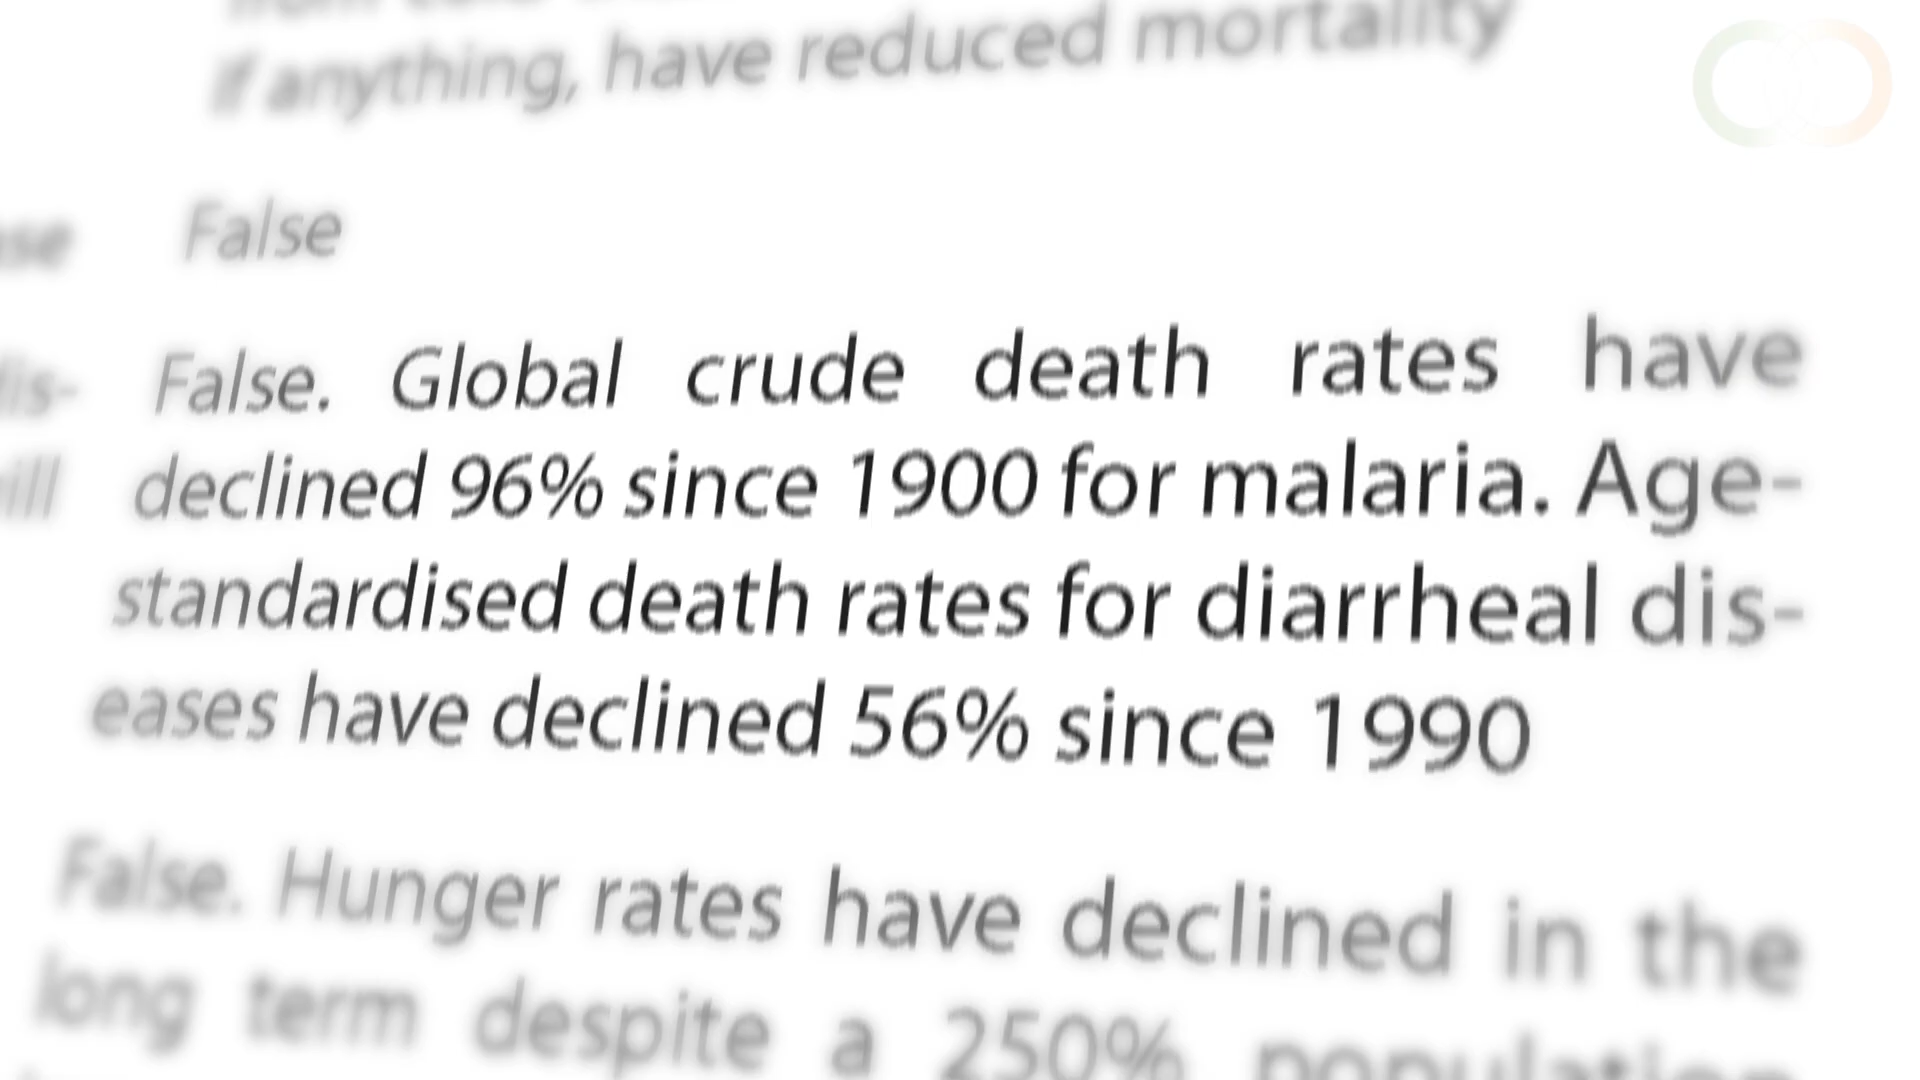 If anything, have reduced mortality
False
dis- False. Global crude death rates have
declined 96% since 1900 for malaria. Age-
standardised death rates for diarrheal dis-
eases have declined 56% since 1990
False. Hunger rates have declined in the
long term despite a 250% population